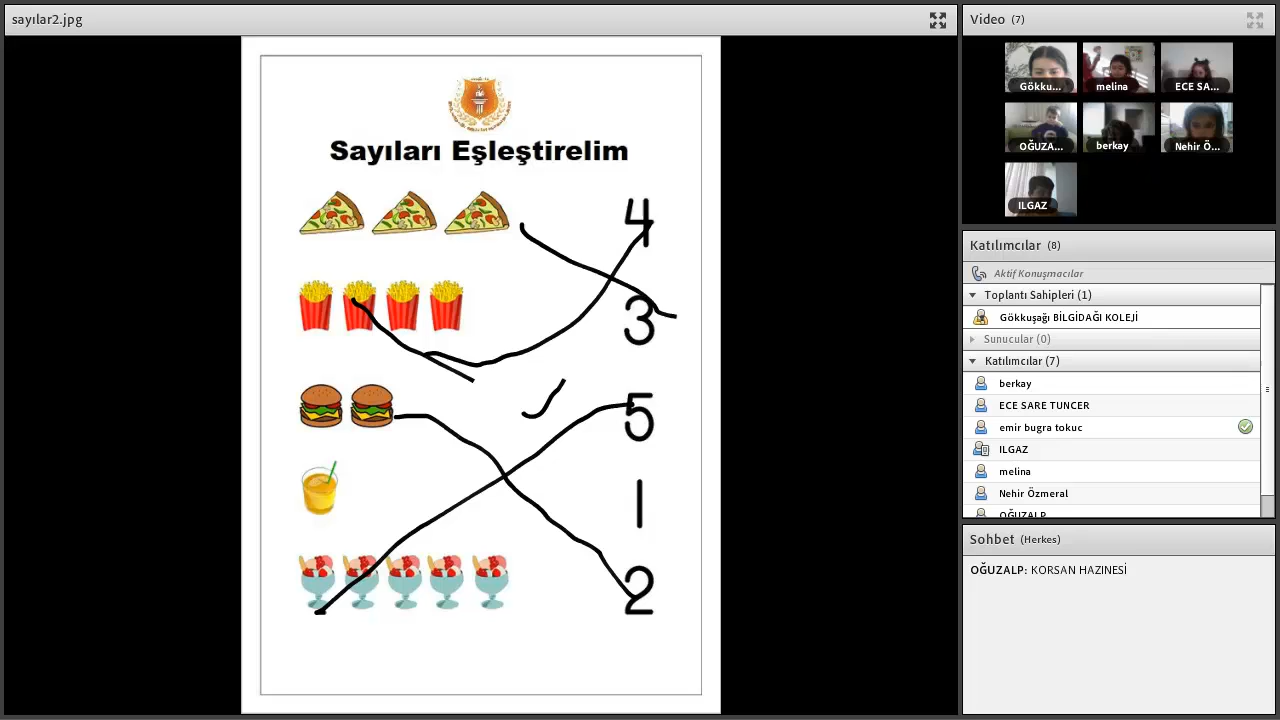 sayılar2.jpg
Sayıları Eşleştirelim
4
3
5
1
2
Video (7)
Gökku...
melina
ECE SA...
OĞUZA...
berkay
Nehir Ö...
ILGAZ
Katılımcılar (8)
Aktif Konuşmacılar
Toplantı Sahipleri (1)
Gökkuşağı BİLGİDAĞI KOLEJİ
Sunucular (0)
Katılımcılar (7)
berkay
ECE SARE TUNCER
emir bugra tokuc
ILGAZ
melina
Nehir Özmeral
OĞUZALP
Sohbet (Herkes)
OĞUZALP: KORSAN HAZINESİ